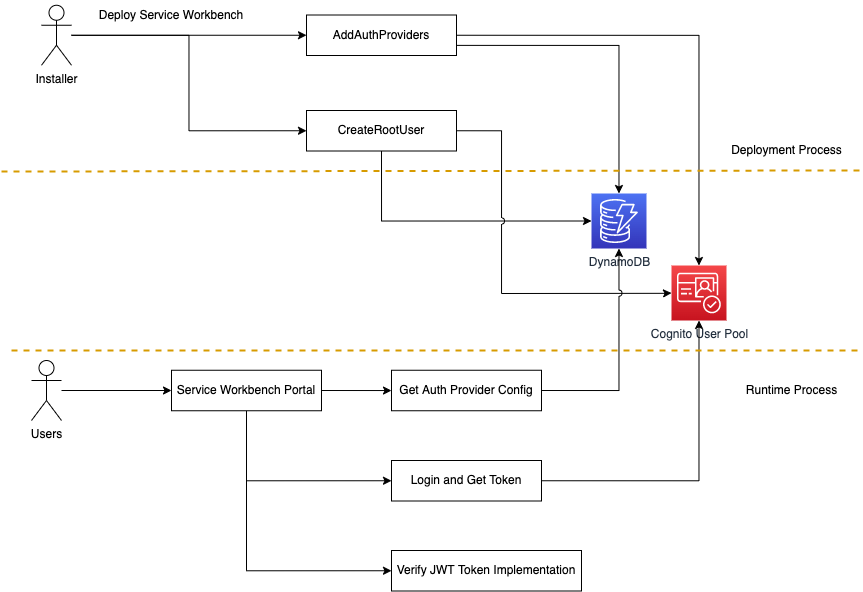 Deploy Service Workbench
AddAuthProviders
Installer
CreateRootUser
Deployment Process
DynamoDB
Cognito User Pool
Service Workbench Portal
Get Auth Provider Config
Runtime Process
Users
Login and Get Token
Verify JWT Token Implementation